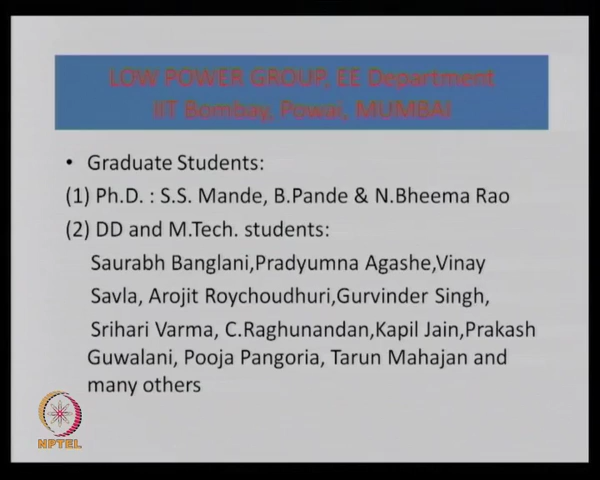 LOW POWER GROUP, EE Department
IIT Bombay, Powai, MUMBAI
• Graduate Students:
(1) Ph.D. : S.S. Mande, B.Pande & N.Bheema Rao
(2) DD and M.Tech. students:
Saurabh Banglani,Pradyumna Agashe,Vinay
Savla, Arojit Roychoudhuri,Gurvinder Singh,
Srihari Varma, C.Raghunandan,Kapil Jain,Prakash
Guwalani, Pooja Pangoria, Tarun Mahajan and
many others
NPTEL